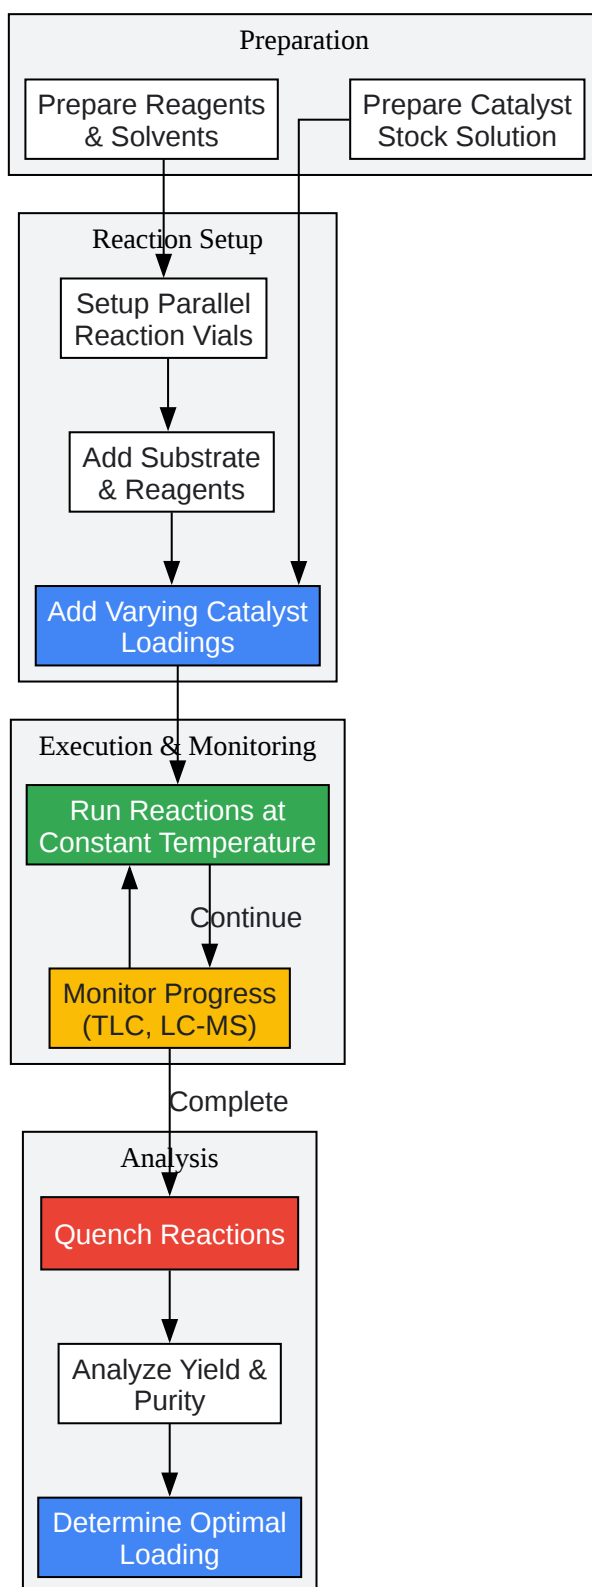 Preparation
Prepare Reagents
& Solvents
Prepare Catalyst
Stock Solution
Reaction Setup
Setup Parallel
Reaction Vials
Add Substrate
& Reagents
Add Varying Catalyst
Loadings
Execution & Monitoring
Run Reactions at
Constant Temperature
Continue
Monitor Progress
(TLC, LC-MS)
Complete
Analysis
Quench Reactions
Analyze Yield &
Purity
Determine Optimal
Loading